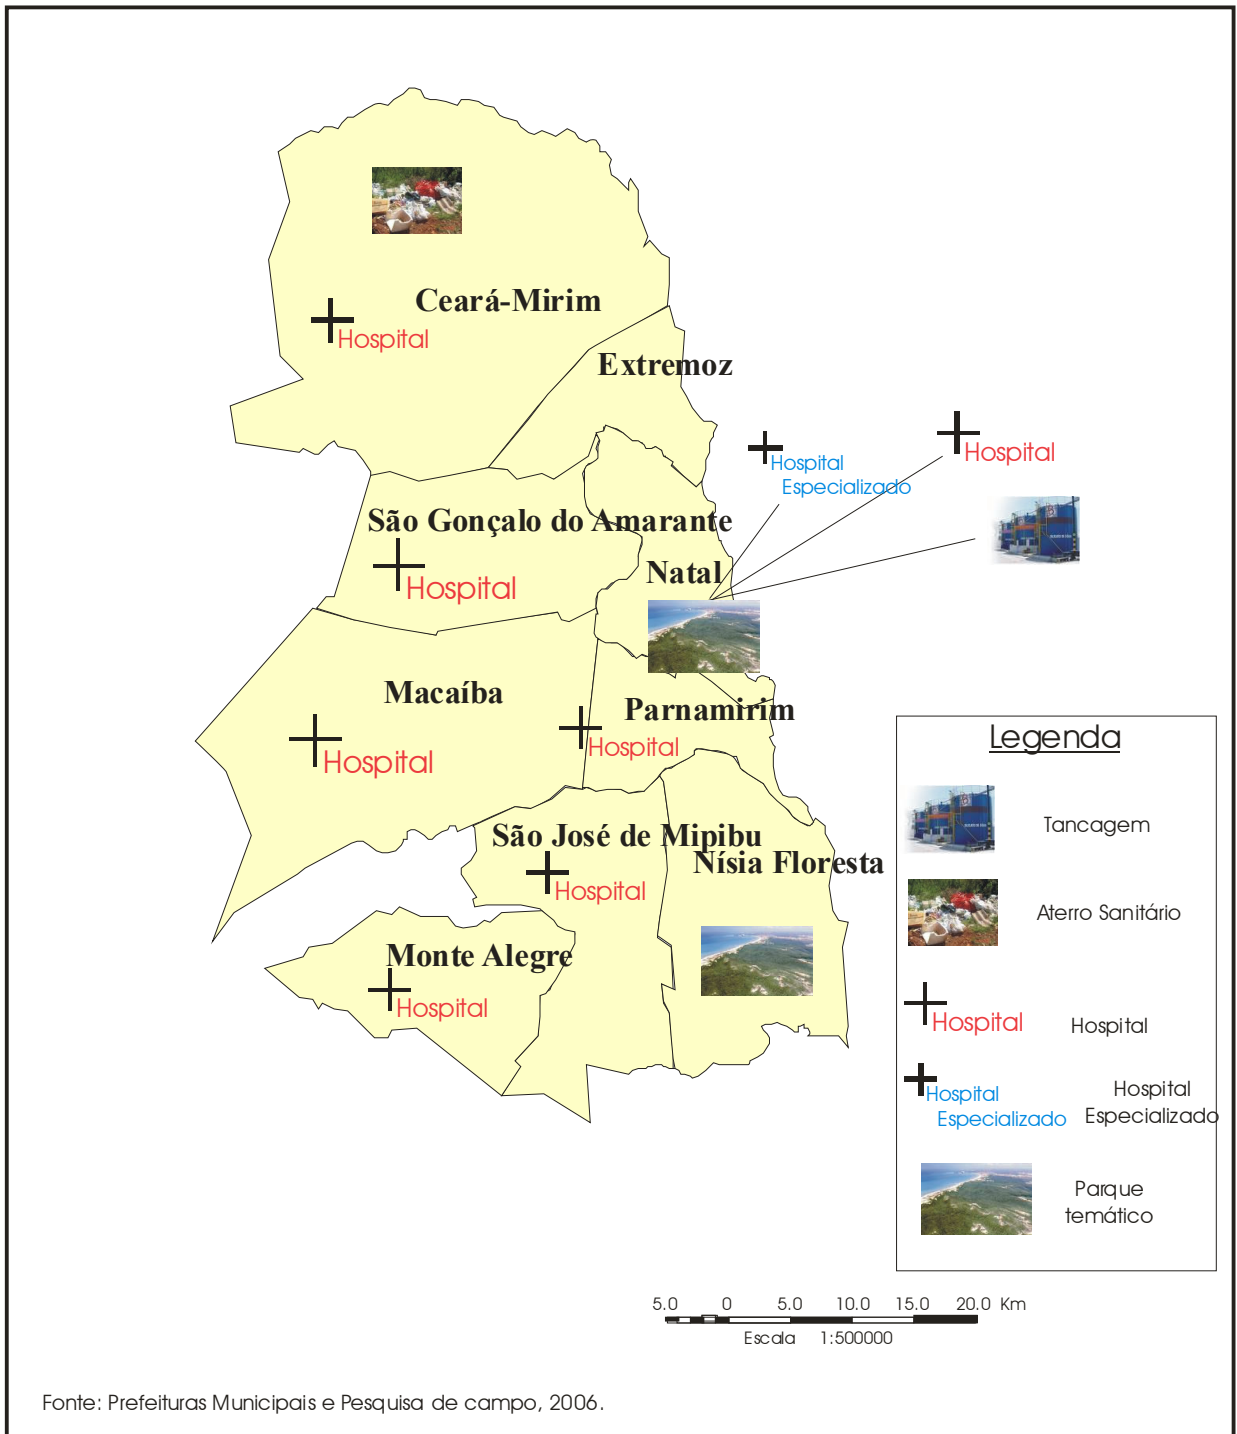 Ceará-Mirim
Hospital
Extremoz
Hospital
Hospital
Especializado
Hospital
São Gonçalo do Amarante
Natal
Hospital
Macaíba
Parnamirim
Hospital
Hospital
São José de Mipibu
Nísia Floresta
Hospital
Monte Alegre
Hospital
Legenda
Tancagem
Aterro Sanitário
Hospital
Hospital
Hospital
Especializado
Hospital
Especializado
Parque
temático
5.0 0 5.0 10.0 15.0 20.0 Km
Escala 1:500000
Fonte: Prefeituras Municipais e Pesquisa de campo, 2006.